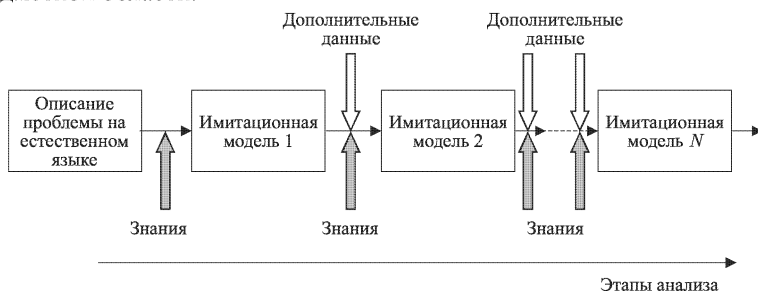 Дополнительные
данные
Дополнительные
данные
Описание
проблемы на
естественном
языке
Имитационная
модель 1
Имитационная
модель 2
Имитационная
модель N
Знания
Знания
Знания
Этапы анализа